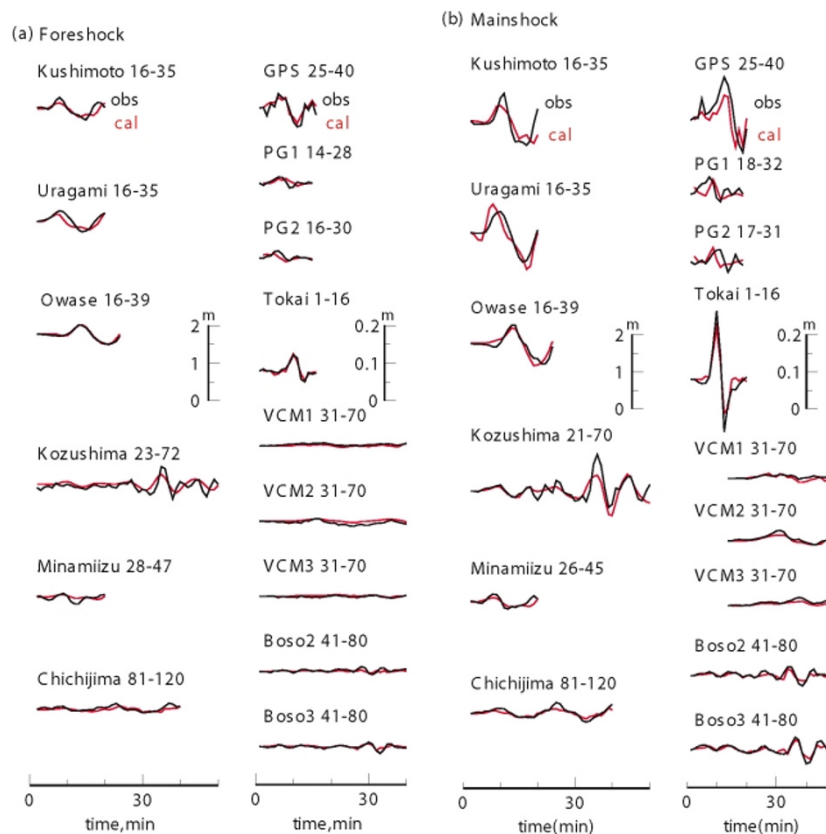 (a) Foreshock
Kushimoto 16-35
obs
cal
Uragami 16-35
Owase 16-39
m
2
1
0
Kozushima 23-72
Minamiizu 28-47
Chichijima 81-120
0
30
time,min
GPS 25-40
obs
cal
PG1 14-28
PG2 16-30
Tokai 1-16
m
0.2
0.1
0
VCM1 31-70
VCM2 31-70
VCM3 31-70
Boso2 41-80
Boso3 41-80
0
30
time,min
(b) Mainshock
Kushimoto 16-35
obs
cal
Uragami 16-35
Owase 16-39
m
2
1
0
Kozushima 21-70
Minamiizu 26-45
Chichijima 81-120
0
30
time(min)
GPS 25-40
obs
cal
PG1 18-32
PG2 17-31
Tokai 1-16
m
0.2
0.1
0
VCM1 31-70
VCM2 31-70
VCM3 31-70
Boso2 41-80
Boso3 41-80
0
30
time(min)